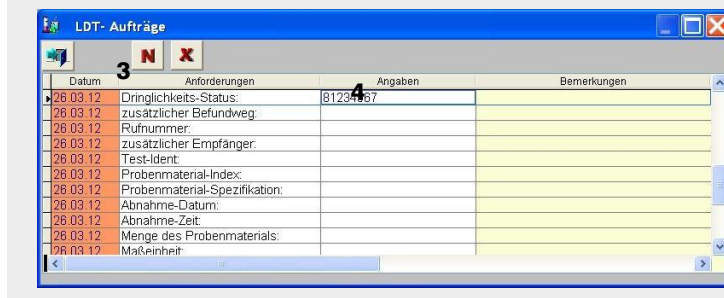 LDT- Aufträge
N X
3
Datum Anforderungen Angaben Bemerkungen
4
26.03.12 Dringlichkeits-Status: 81234567
26.03.12 zusätzlicher Befundweg:
26.03.12 Rufnummer:
26.03.12 zusätzlicher Empfänger:
26.03.12 Test-Ident:
26.03.12 Probenmaterial-Index:
26.03.12 Probenmaterial-Spezifikation:
26.03.12 Abnahme-Datum:
26.03.12 Abnahme-Zeit:
26.03.12 Menge des Probenmaterials:
26.03.12 Maßeinheit: